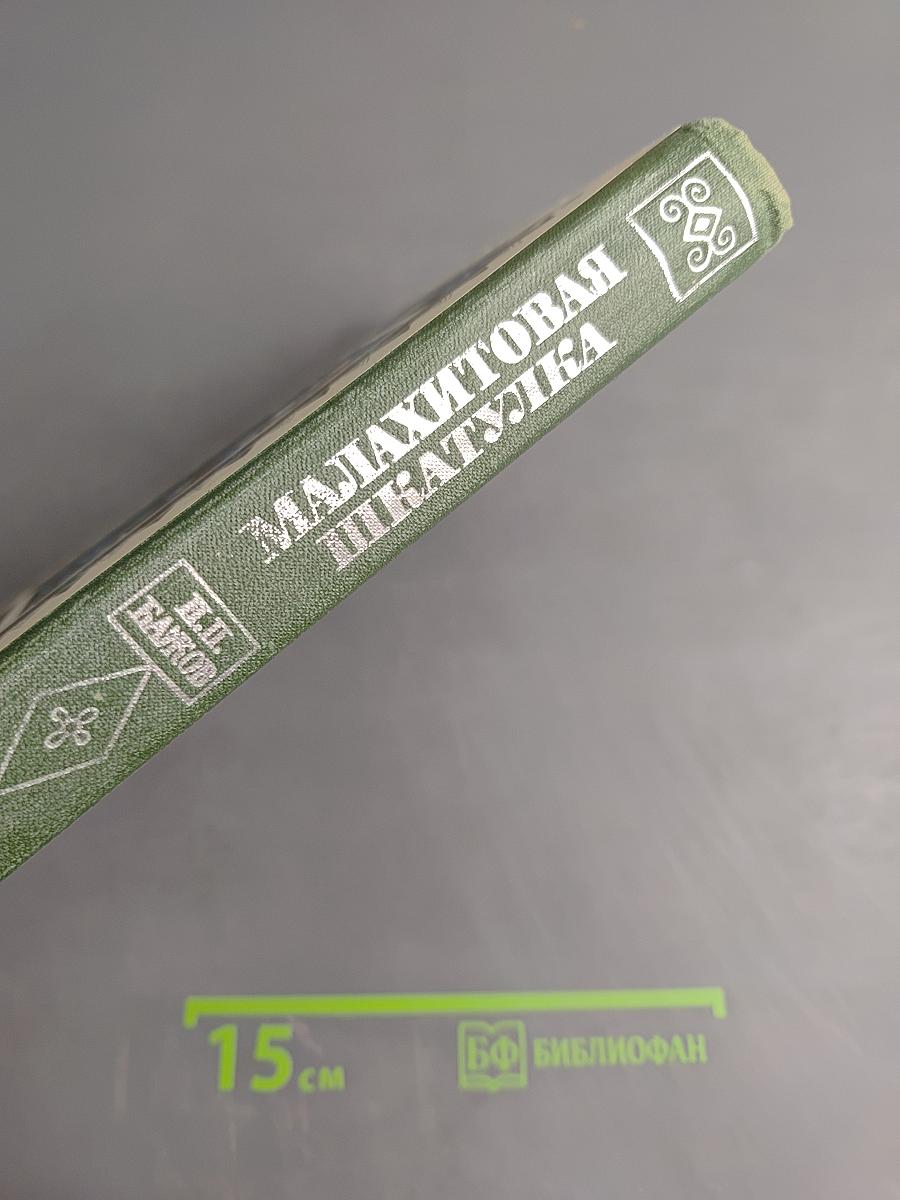 МАЛАХИТОВАЯ
ШКАТУЛКА
П.П.
БАЖОВ
15 см
БФ БИБЛИОФАН